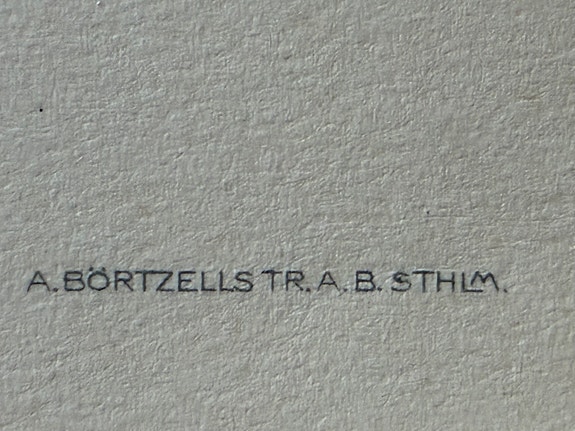 A. BÖRTZELLS TR. A. B. STHLM.